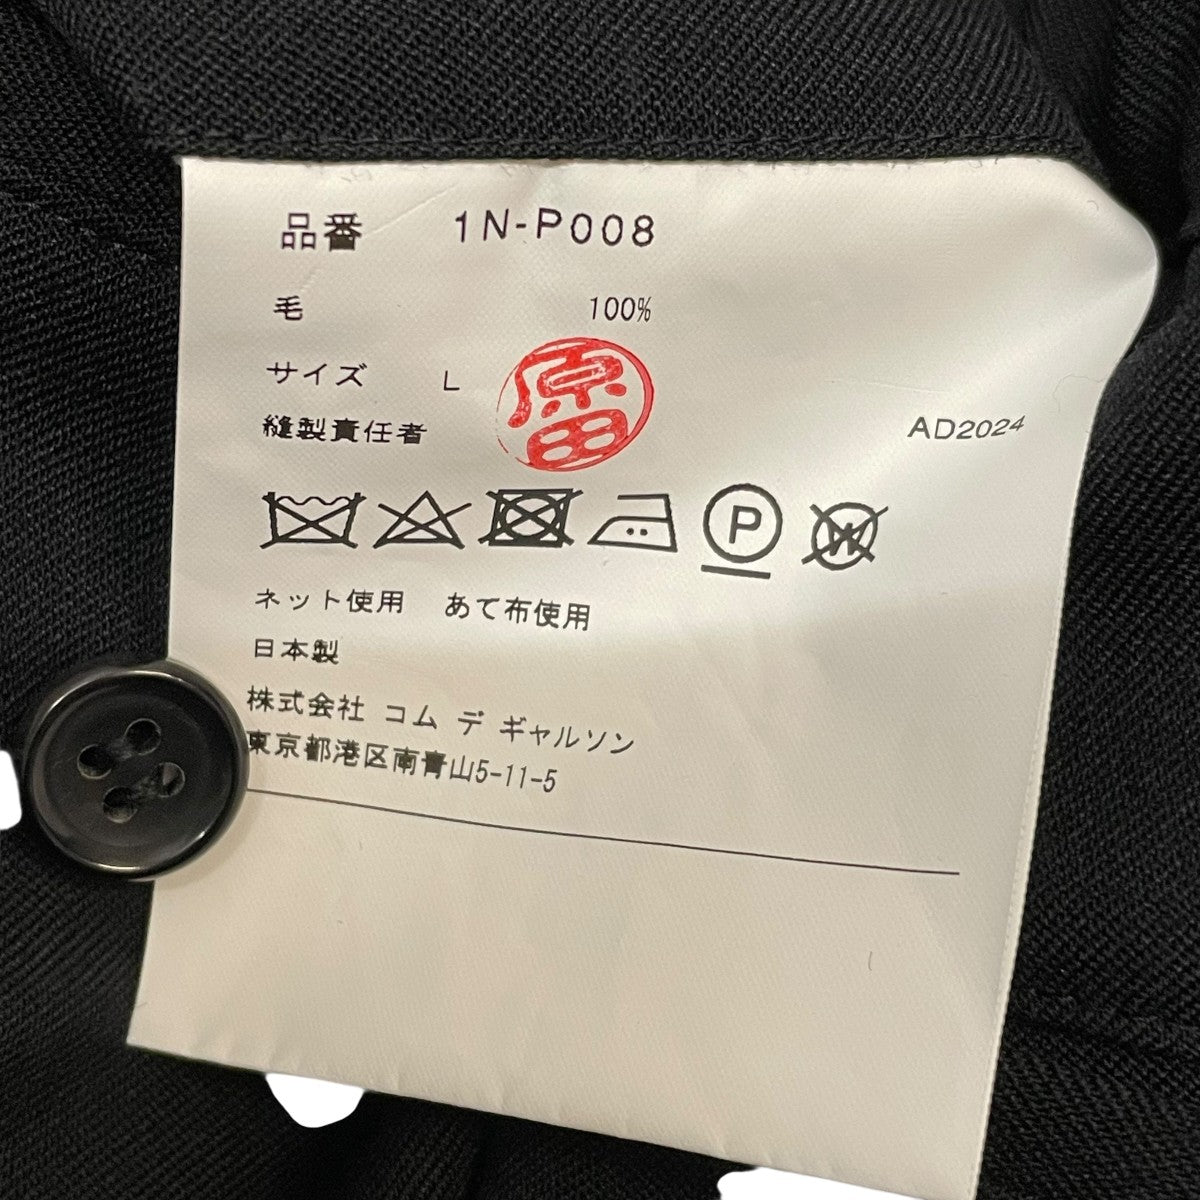 品番 1N-P008
毛 100%
サイズ L
縫製責任者 原田
AD2024
P W
ネット使用 あて布使用
日本製
株式会社 コム デ ギャルソン
東京都港区南青山5-11-5